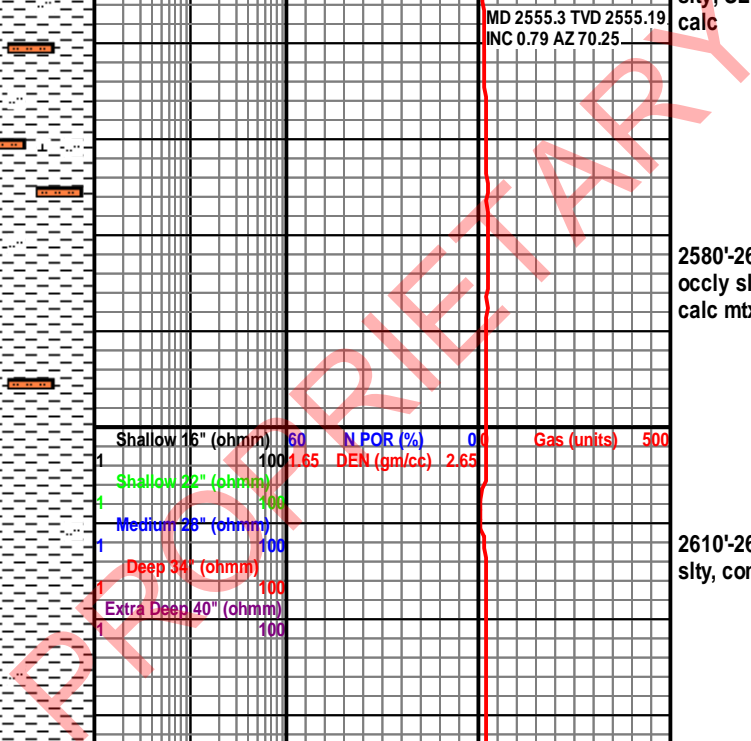 slty,
calc
MD 2555.3 TVD 2555.19
INC 0.79 AZ 70.25
2580'-26
occly sl
calc mtx
Shallow 16" (ohmm) 60 N POR (%) 0 0 Gas (units) 500
1 100 1.65 DEN (gm/cc) 2.65
Shallow 22" (ohmm)
1 100
Medium 28" (ohmm)
1 100
Deep 34" (ohmm)
1 100
Extra Deep 40" (ohmm)
1 100
2610'-26
slty, con
PROPRIETARY